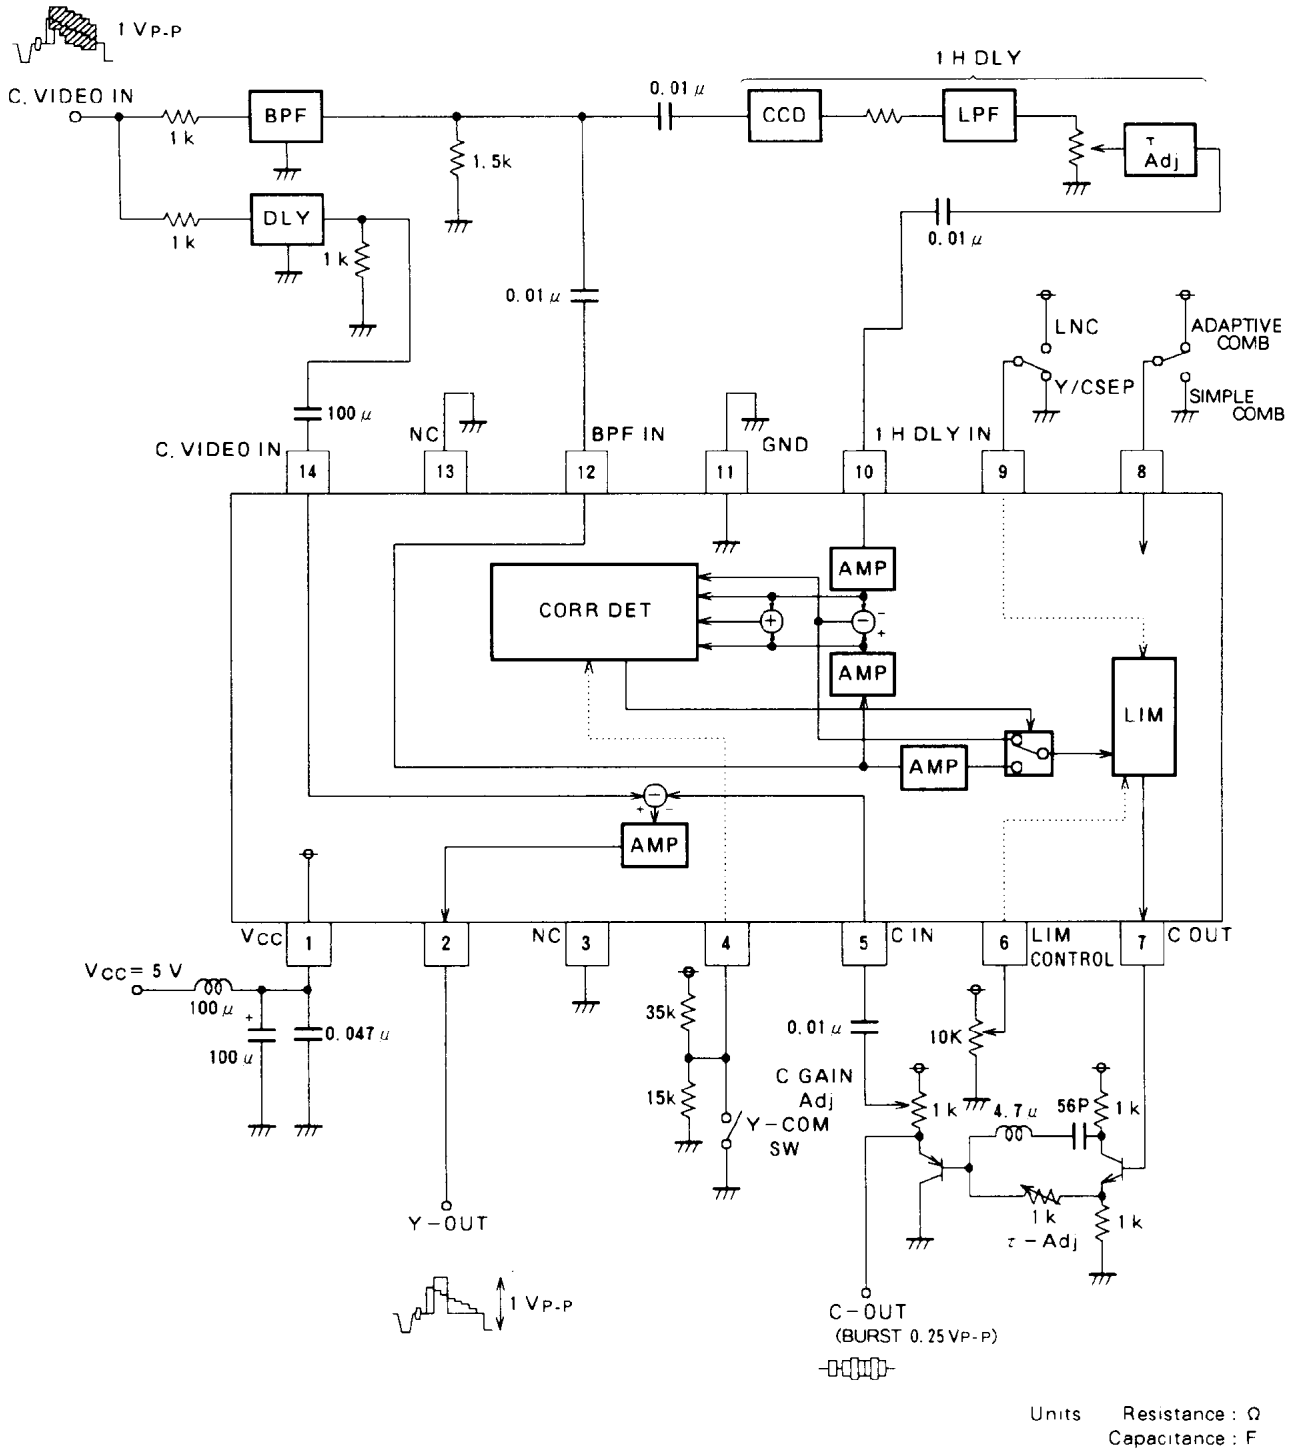 1 VP-P
1 H DLY
C. VIDEO IN
0.01 μ
BPF
CCD
LPF
τ
Adj
1 k
1.5k
DLY
1 k
1 k
0.01 μ
0.01 μ
LNC
ADAPTIVE
COMB
Y/CSEP
SIMPLE
COMB
100 μ
NC
BPF IN
GND
1 H DLY IN
C. VIDEO IN
14
13
12
11
10
9
8
AMP
CORR DET
+
−
−
+
AMP
LIM
AMP
−
+
−
AMP
VCC
1
2
NC
3
4
5
C IN
6
LIM
CONTROL
7
C OUT
VCC = 5 V
100 μ
+
100 μ
0.047 μ
35k
15k
Y-COM
SW
0.01 μ
C GAIN
Adj
1 k
10K
4.7 μ
56P
1 k
1 k
τ-Adj
1 k
Y-OUT
1 VP-P
C-OUT
(BURST 0.25 VP-P)
Units Resistance : Ω
Capacitance : F